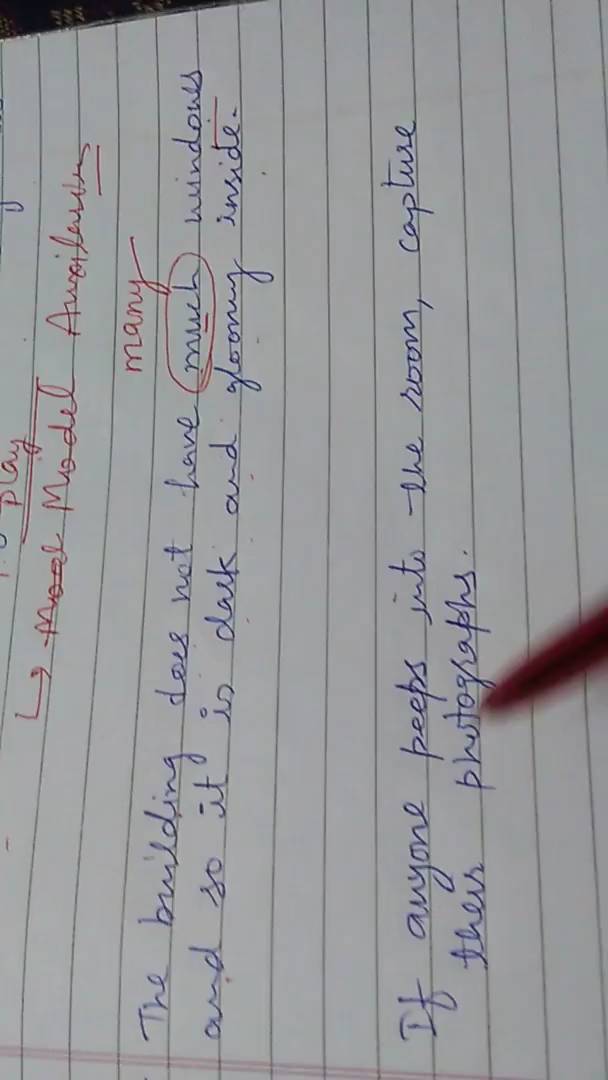 play
↳ Model Model Auxiliaries
many
The building does not have much windows
and so it is dark and gloomy inside.
If anyone peeps into the room, capture
their photographs.